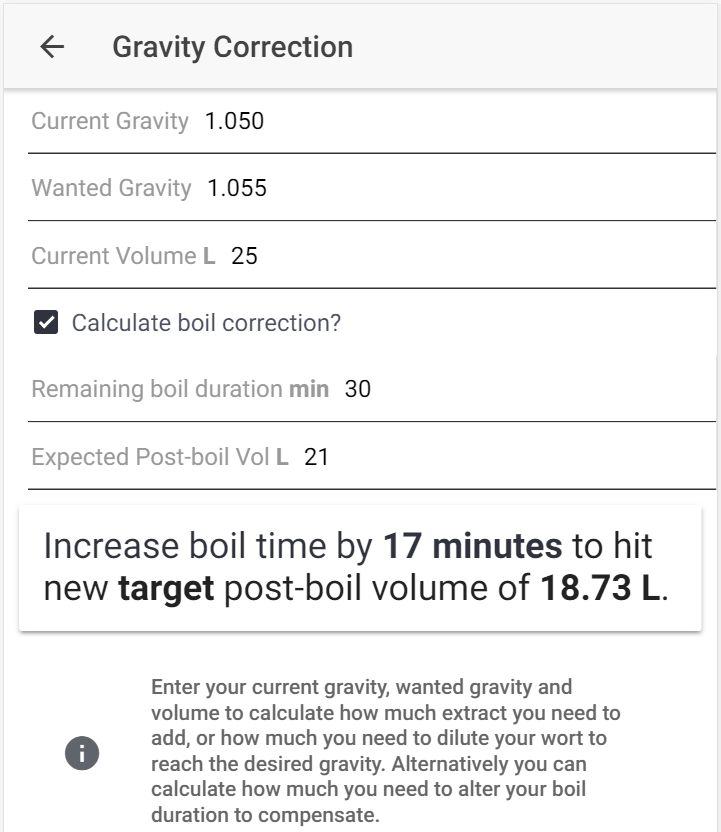 Gravity Correction
Current Gravity 1.050
Wanted Gravity 1.055
Current Volume L 25
Calculate boil correction?
Remaining boil duration min 30
Expected Post-boil Vol L 21
Increase boil time by 17 minutes to hit
new target post-boil volume of 18.73 L.
Enter your current gravity, wanted gravity and
volume to calculate how much extract you need to
add, or how much you need to dilute your wort to
reach the desired gravity. Alternatively you can
calculate how much you need to alter your boil
duration to compensate.